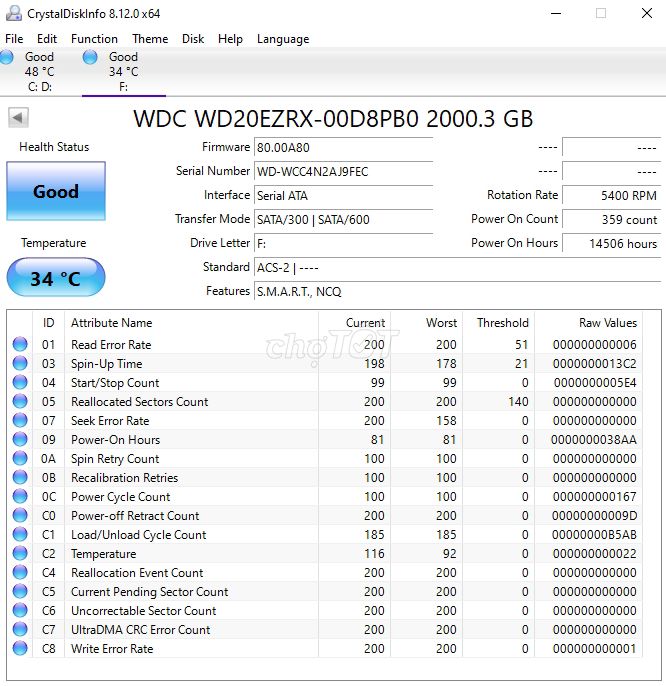 CrystalDiskInfo 8.12.0 x64
File Edit Function Theme Disk Help Language
Good Good
48 °C 34 °C
C: D: F:
WDC WD20EZRX-00D8PB0 2000.3 GB
Health Status Firmware 80.00A80 ---- ----
Serial Number WD-WCC4N2AJ9FEC ---- ----
Good Interface Serial ATA Rotation Rate 5400 RPM
Transfer Mode SATA/300 | SATA/600 Power On Count 359 count
Temperature Drive Letter F: Power On Hours 14506 hours
34 °C Standard ACS-2 | ----
Features S.M.A.R.T., NCQ
ID Attribute Name Current Worst Threshold Raw Values
01 Read Error Rate 200 200 51 000000000006
03 Spin-Up Time 198 178 21 0000000013C2
04 Start/Stop Count 99 99 0 0000000005E4
05 Reallocated Sectors Count 200 200 140 000000000000
07 Seek Error Rate 200 158 0 000000000000
09 Power-On Hours 81 81 0 0000000038AA
0A Spin Retry Count 100 100 0 000000000000
0B Recalibration Retries 100 100 0 000000000000
0C Power Cycle Count 100 100 0 000000000167
C0 Power-off Retract Count 200 200 0 00000000009D
C1 Load/Unload Cycle Count 185 185 0 00000000B5AB
C2 Temperature 116 92 0 000000000022
C4 Reallocation Event Count 200 200 0 000000000000
C5 Current Pending Sector Count 200 200 0 000000000000
C6 Uncorrectable Sector Count 200 200 0 000000000000
C7 UltraDMA CRC Error Count 200 200 0 000000000000
C8 Write Error Rate 200 200 0 000000000001
chợTỐT